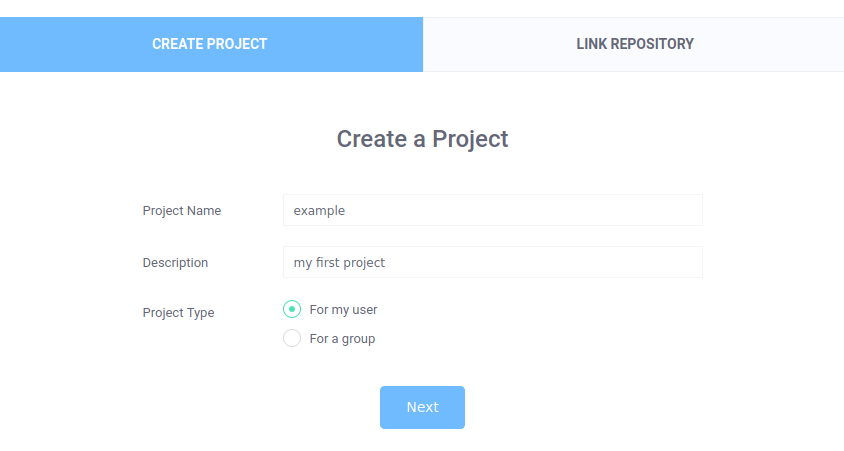 CREATE PROJECT
LINK REPOSITORY
Create a Project
Project Name
example
Description
my first project
Project Type
For my user
For a group
Next